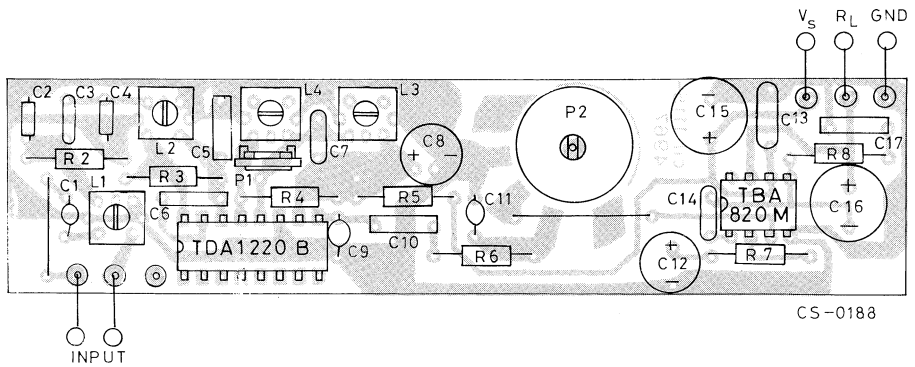 VS RL GND
C2 C3 C4 L4 L3
L2 C5 P1 C7 C8 P2 C15 C13 C17
R2 R3 R4 R5 C11 R8
C1 L1 C6 C10 C14 TBA 820M C16
TDA1220 B C9 R6 C12 R7
CS-0188
INPUT